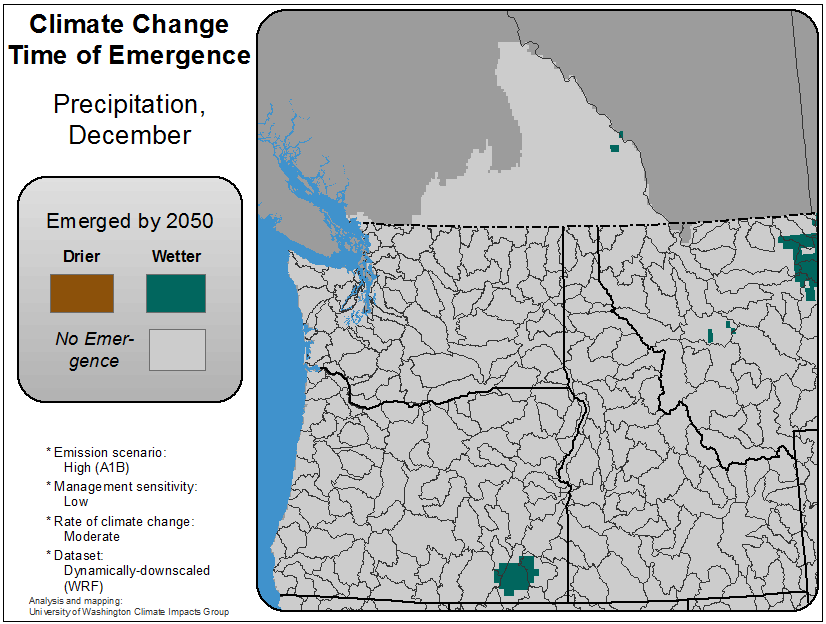 Climate Change
Time of Emergence
Precipitation,
December
Emerged by 2050
Drier Wetter
No Emer-
gence
* Emission scenario:
High (A1B)
* Management sensitivity:
Low
* Rate of climate change:
Moderate
* Dataset:
Dynamically-downscaled
(WRF)
Analysis and mapping:
University of Washington Climate Impacts Group